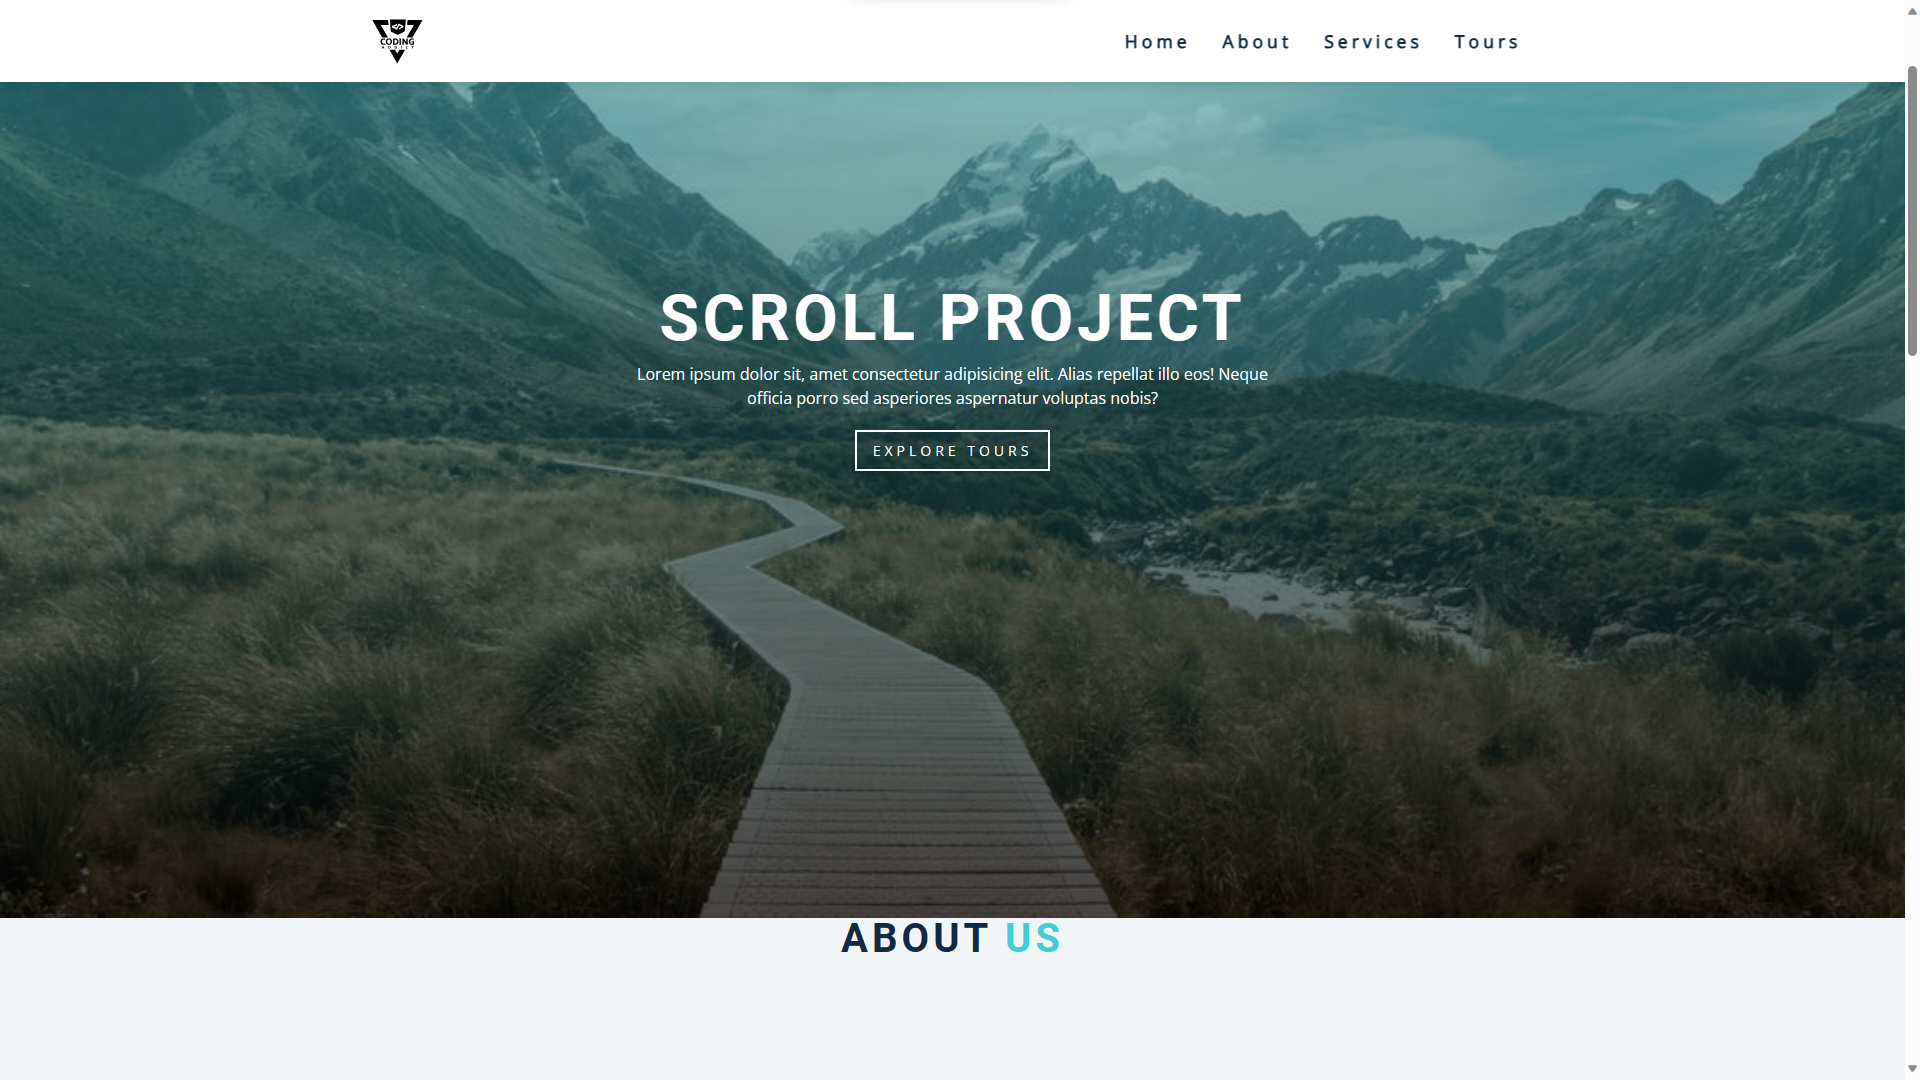 CODING
ADDICT
Home About Services Tours
SCROLL PROJECT
Lorem ipsum dolor sit, amet consectetur adipisicing elit. Alias repellat illo eos! Neque
officia porro sed asperiores aspernatur voluptas nobis?
EXPLORE TOURS
ABOUT US